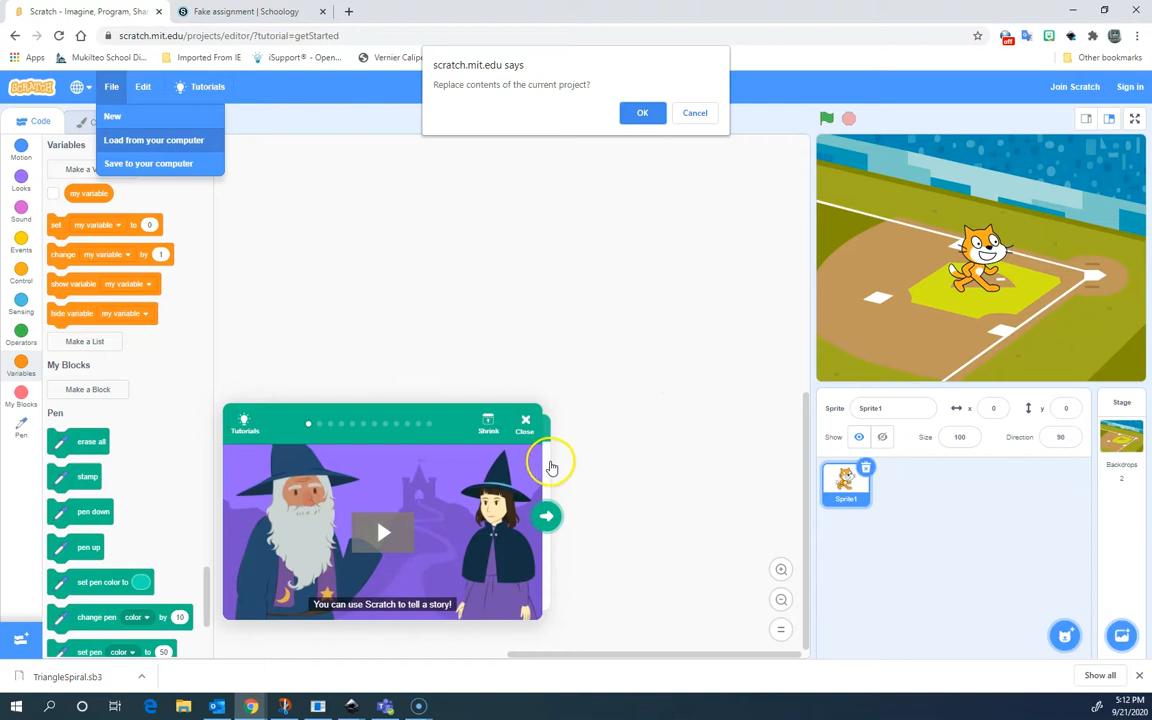 Scratch - Imagine, Program, Sha
Fake assignment | Schoology
scratch.mit.edu/projects/editor/?tutorial=getStarted
Apps
Mukilteo School Di...
Imported From IE
iSupport® - Open...
Vernier Calip
Other bookmarks
scratch.mit.edu says
Replace contents of the current project?
OK
Cancel
SCRATCH
File
Edit
Tutorials
Join Scratch
Sign in
New
Load from your computer
Save to your computer
Code
Motion
Looks
Sound
Events
Control
Sensing
Operators
Variables
My Blocks
Pen
Variables
Make a V
my variable
set my variable to 0
change my variable by 1
show variable my variable
hide variable my variable
Make a List
My Blocks
Make a Block
Pen
erase all
stamp
pen down
pen up
set pen color to
change pen color by 10
set pen color to 50
Tutorials
Shrink
Close
You can use Scratch to tell a story!
Sprite
Sprite1
x
0
y
0
Show
Size
100
Direction
90
Sprite1
Stage
Backdrops
2
TriangleSpiral.sb3
Show all
off
5:12 PM
9/21/2020